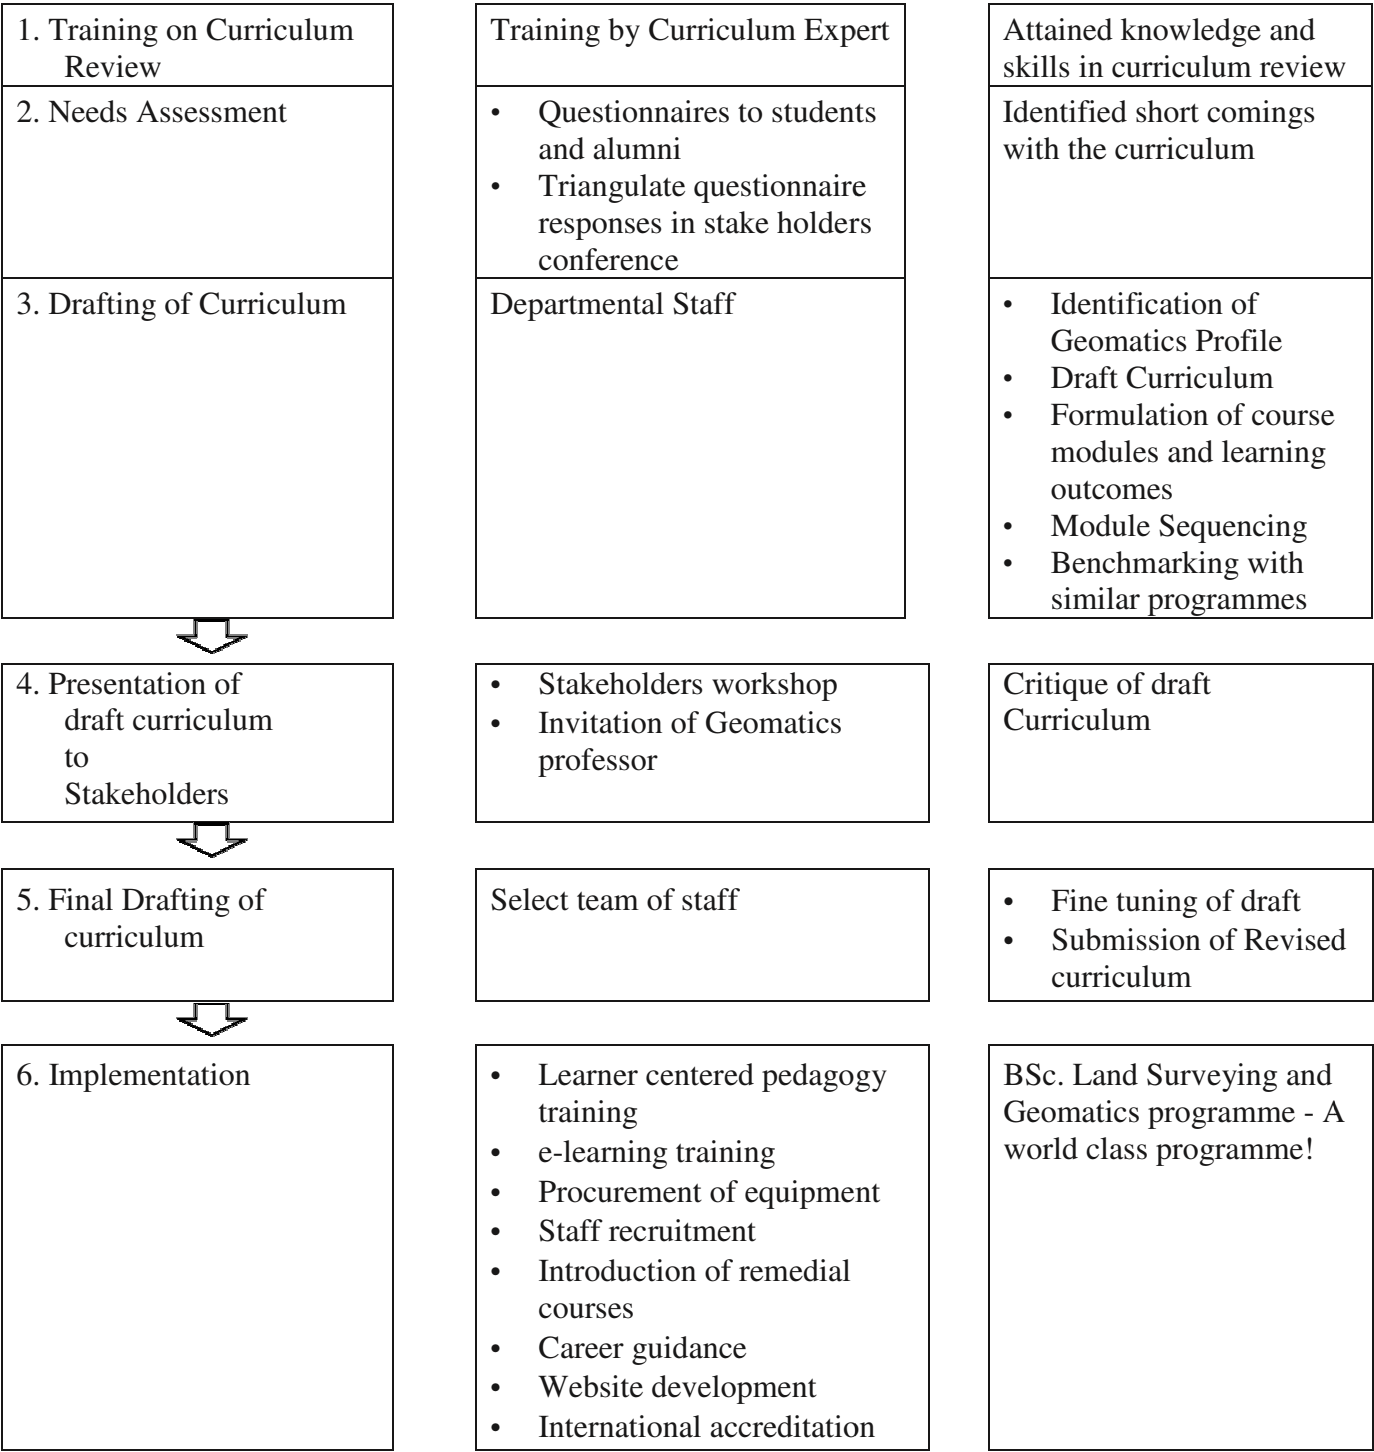 1. Training on Curriculum
Review
Training by Curriculum Expert
Attained knowledge and
skills in curriculum review
2. Needs Assessment
• Questionnaires to students
and alumni
• Triangulate questionnaire
responses in stake holders
conference
Identified short comings
with the curriculum
3. Drafting of Curriculum
Departmental Staff
• Identification of
Geomatics Profile
• Draft Curriculum
• Formulation of course
modules and learning
outcomes
• Module Sequencing
• Benchmarking with
similar programmes
4. Presentation of
draft curriculum
to
Stakeholders
• Stakeholders workshop
• Invitation of Geomatics
professor
Critique of draft
Curriculum
5. Final Drafting of
curriculum
Select team of staff
• Fine tuning of draft
• Submission of Revised
curriculum
6. Implementation
• Learner centered pedagogy
training
• e-learning training
• Procurement of equipment
• Staff recruitment
• Introduction of remedial
courses
• Career guidance
• Website development
• International accreditation
BSc. Land Surveying and
Geomatics programme - A
world class programme!